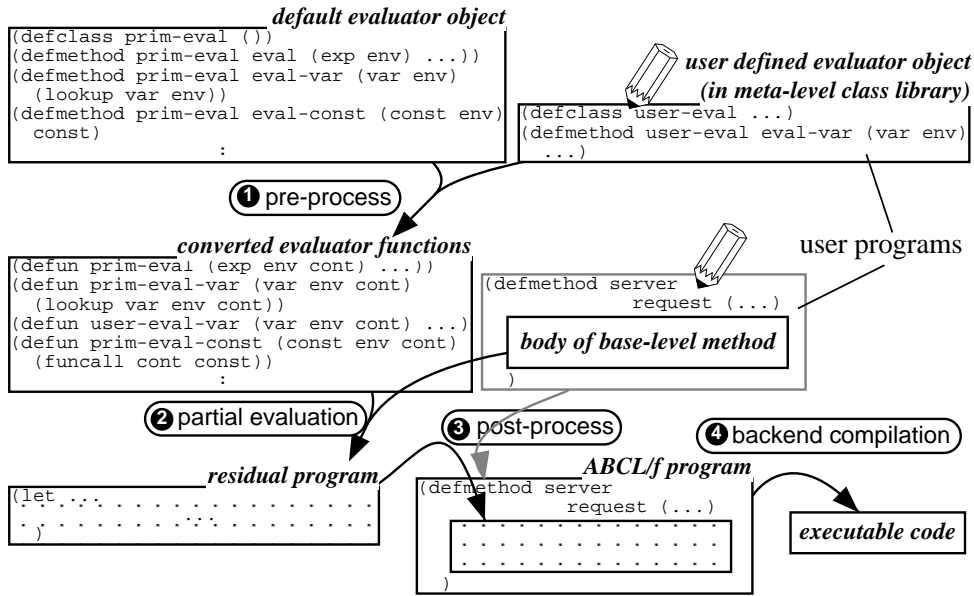 default evaluator object
(defclass prim-eval ())
(defmethod prim-eval eval (exp env) ...))
(defmethod prim-eval eval-var (var env)
(lookup var env))
(defmethod prim-eval eval-const (const env)
const)
:
user defined evaluator object
(in meta-level class library)
(defclass user-eval ...)
(defmethod user-eval eval-var (var env)
...)
1 pre-process
user programs
converted evaluator functions
(defun prim-eval (exp env cont) ...))
(defun prim-eval-var (var env cont)
(lookup var env cont))
(defun user-eval-var (var env cont) ...)
(defun prim-eval-const (const env cont)
(funcall cont const))
:
(defmethod server
request (...)
body of base-level method
)
2 partial evaluation
3 post-process
4 backend compilation
residual program
(let ...
...
)
ABCL/f program
(defmethod server
request (...)
)
executable code